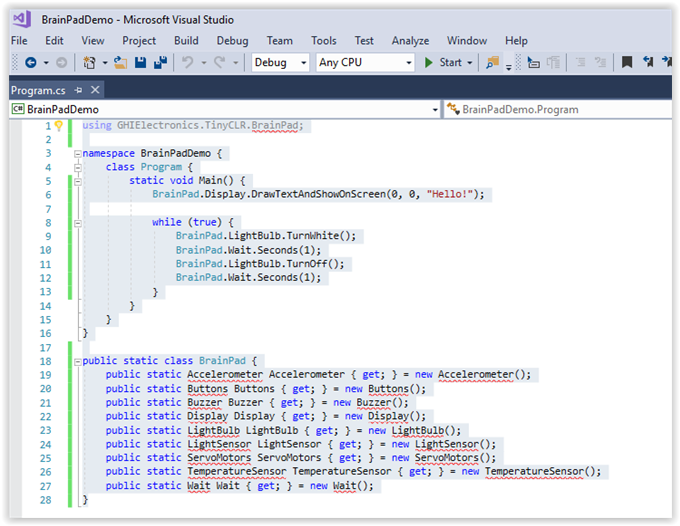 BrainPadDemo - Microsoft Visual Studio
File Edit View Project Build Debug Team Tools Test Analyze Window Help
Debug Any CPU Start
Program.cs
C# BrainPadDemo BrainPadDemo.Program
1 using GHIElectronics.TinyCLR.BrainPad;
2
3 namespace BrainPadDemo {
4 class Program {
5 static void Main() {
6 BrainPad.Display.DrawTextAndShowOnScreen(0, 0, "Hello!");
7
8 while (true) {
9 BrainPad.LightBulb.TurnWhite();
10 BrainPad.Wait.Seconds(1);
11 BrainPad.LightBulb.TurnOff();
12 BrainPad.Wait.Seconds(1);
13 }
14 }
15 }
16 }
17
18 public static class BrainPad {
19 public static Accelerometer Accelerometer { get; } = new Accelerometer();
20 public static Buttons Buttons { get; } = new Buttons();
21 public static Buzzer Buzzer { get; } = new Buzzer();
22 public static Display Display { get; } = new Display();
23 public static LightBulb LightBulb { get; } = new LightBulb();
24 public static LightSensor LightSensor { get; } = new LightSensor();
25 public static ServoMotors ServoMotors { get; } = new ServoMotors();
26 public static TemperatureSensor TemperatureSensor { get; } = new TemperatureSensor();
27 public static Wait Wait { get; } = new Wait();
28 }